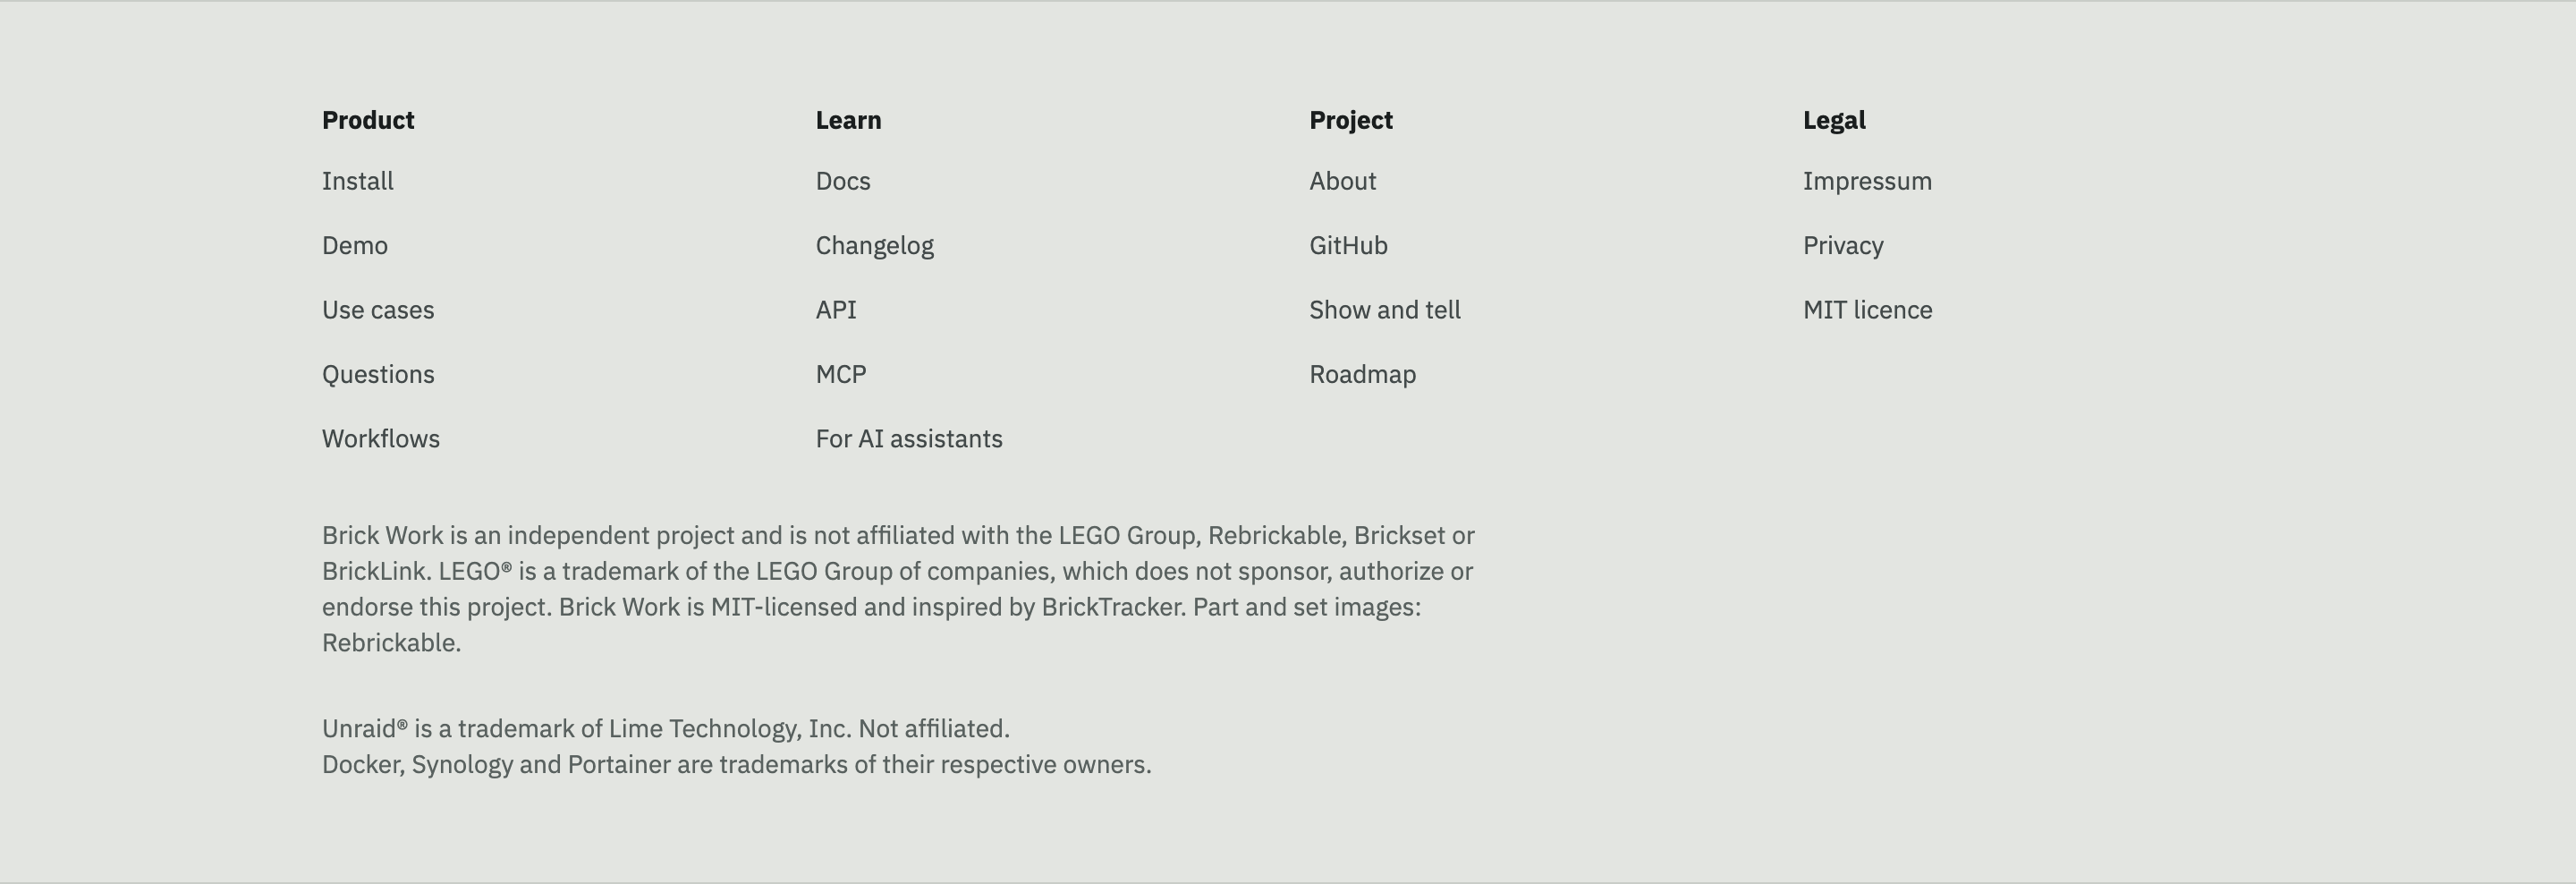 Product
Install
Demo
Use cases
Questions
Workflows
Learn
Docs
Changelog
API
MCP
For AI assistants
Project
About
GitHub
Show and tell
Roadmap
Legal
Impressum
Privacy
MIT licence
Brick Work is an independent project and is not affiliated with the LEGO Group, Rebrickable, Brickset or
BrickLink. LEGO® is a trademark of the LEGO Group of companies, which does not sponsor, authorize or
endorse this project. Brick Work is MIT-licensed and inspired by BrickTracker. Part and set images:
Rebrickable.
Unraid® is a trademark of Lime Technology, Inc. Not affiliated.
Docker, Synology and Portainer are trademarks of their respective owners.